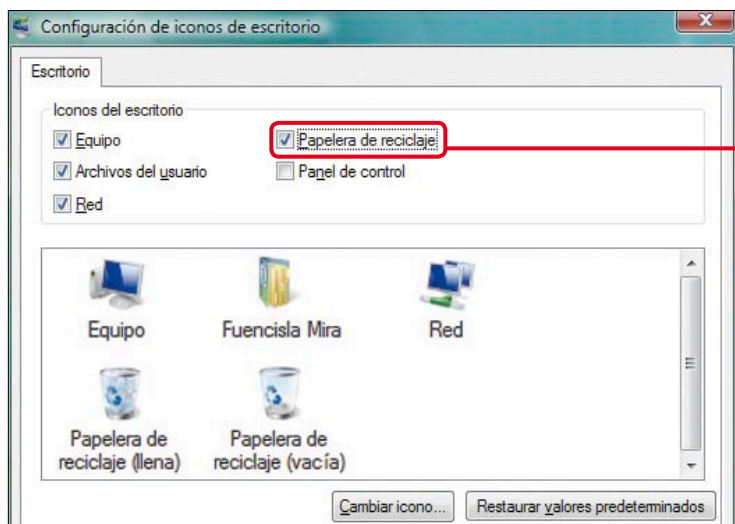 Configuración de iconos de escritorio
Escritorio
Iconos del escritorio
Equipo
Papelera de reciclaje
Archivos del usuario
Panel de control
Red
Equipo
Fuencisla Mira
Red
Papelera de
reciclaje (llena)
Papelera de
reciclaje (vacía)
Cambiar icono...
Restaurar valores predeterminados